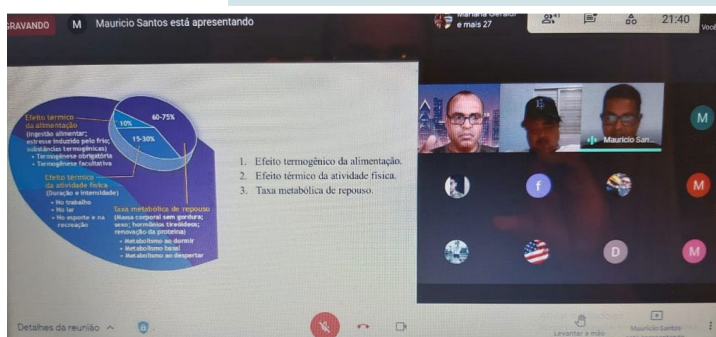 GRAVANDO
M
Mauricio Santos está apresentando
e mais 27
21:40
Você
Efeito térmico
da alimentação
(ingestão alimentar;
estresse induzido pelo frio;
substâncias termogênicas)
• Termogênese obrigatória
• Termogênese facultativa
10%
60-75%
15-30%
Efeito térmico
da atividade física
(Duração e intensidade)
• No trabalho
• No lar
• No esporte e na
recreação
Taxa metabólica de repouso
(Massa corporal sem gordura;
sexo; hormônios tireóideos;
renovação da proteína)
• Metabolismo ao dormir
• Metabolismo basal
• Metabolismo ao despertar
1. Efeito termogênico da alimentação.
2. Efeito térmico da atividade física.
3. Taxa metabólica de repouso.
Mauricio San...
M
f
M
D
M
Detalhes da reunião
Levantar a mão
Mauricio Santos